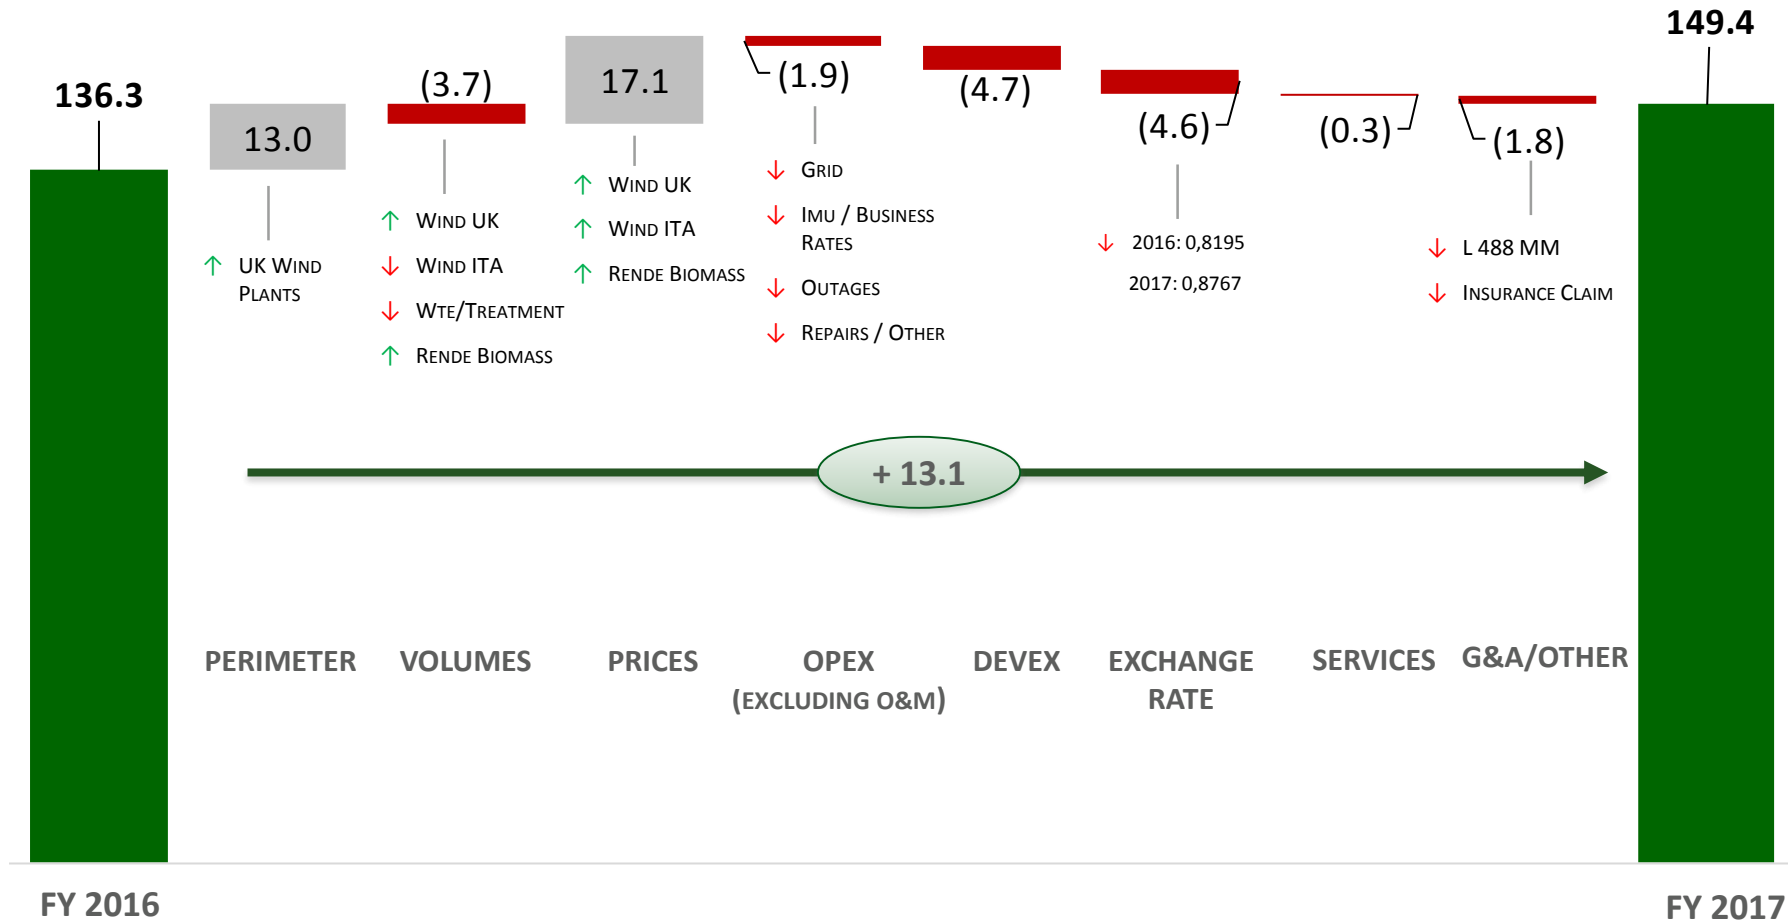 136.3
13.0
↑ UK WIND
PLANTS
(3.7)
↑ WIND UK
↓ WIND ITA
↓ WTE/TREATMENT
↑ RENDE BIOMASS
17.1
↑ WIND UK
↑ WIND ITA
↑ RENDE BIOMASS
(1.9)
↓ GRID
↓ IMU / BUSINESS
RATES
↓ OUTAGES
↓ REPAIRS / OTHER
(4.7)
(4.6)
↓ 2016: 0,8195
2017: 0,8767
(0.3)
(1.8)
↓ L 488 MM
↓ INSURANCE CLAIM
149.4
+ 13.1
PERIMETER
VOLUMES
PRICES
OPEX
(EXCLUDING O&M)
DEVEX
EXCHANGE
RATE
SERVICES
G&A/OTHER
FY 2016
FY 2017